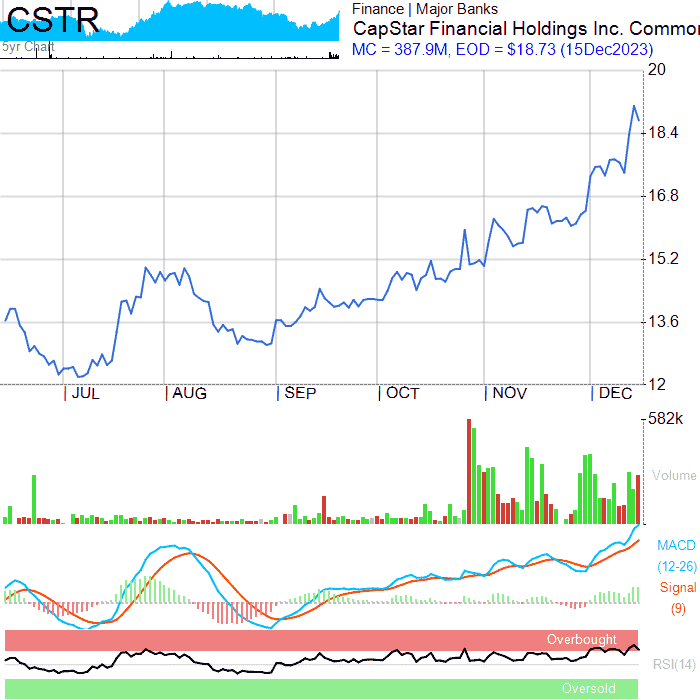 CSTR
5yr Chart
Finance | Major Banks
CapStar Financial Holdings Inc. Common
MC = 387.9M, EOD = $18.73 (15Dec2023)
20
18.4
16.8
15.2
13.6
12
JUL AUG SEP OCT NOV DEC
582k
Volume
MACD
(12-26)
Signal
(9)
Overbought
RSI(14)
Oversold